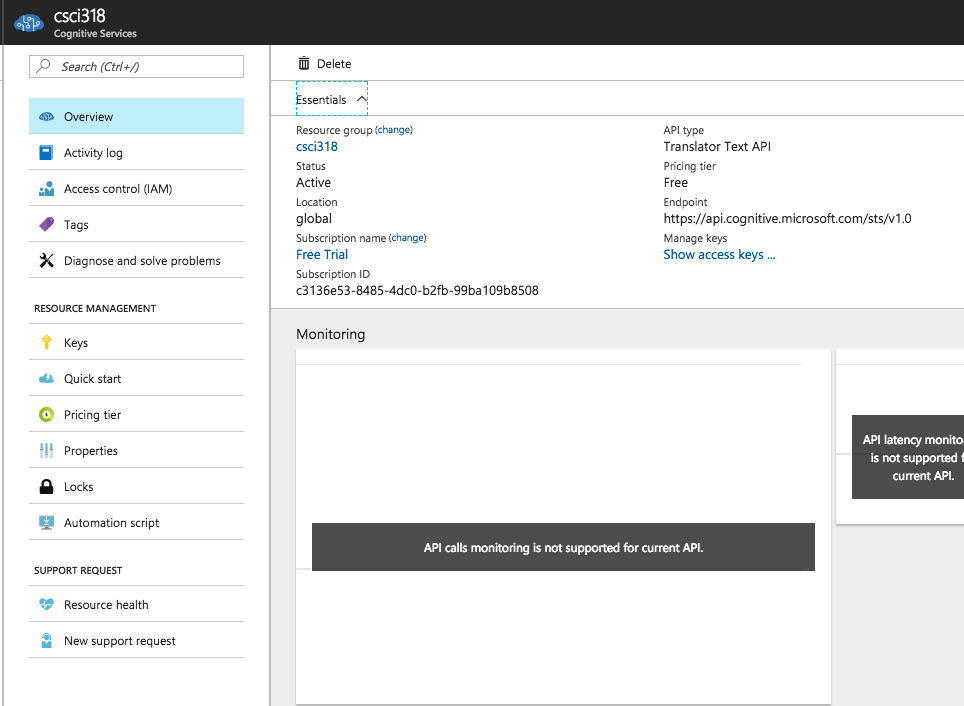 csci318
Cognitive Services
Search (Ctrl+/)
Overview
Activity log
Access control (IAM)
Tags
Diagnose and solve problems
RESOURCE MANAGEMENT
Keys
Quick start
Pricing tier
Properties
Locks
Automation script
SUPPORT REQUEST
Resource health
New support request
Delete
Essentials
Resource group (change)
csci318
Status
Active
Location
global
Subscription name (change)
Free Trial
Subscription ID
c3136e53-8485-4dc0-b2fb-99ba109b8508
API type
Translator Text API
Pricing tier
Free
Endpoint
https://api.cognitive.microsoft.com/sts/v1.0
Manage keys
Show access keys ...
Monitoring
API calls monitoring is not supported for current API.
API latency monito
is not supported f
current API.